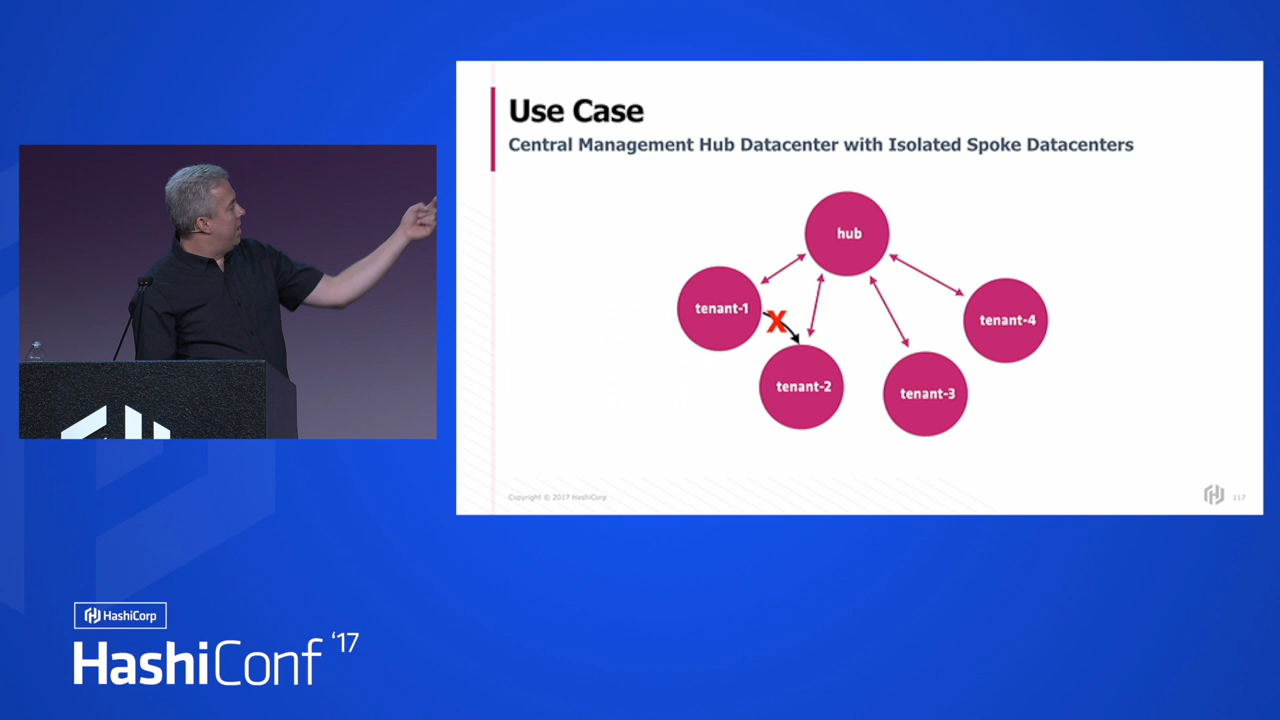 Use Case
Central Management Hub Datacenter with Isolated Spoke Datacenters
hub
tenant-1
X
tenant-4
tenant-2
tenant-3
Copyright © 2017 HashiCorp
117
HashiCorp
HashiConf '17